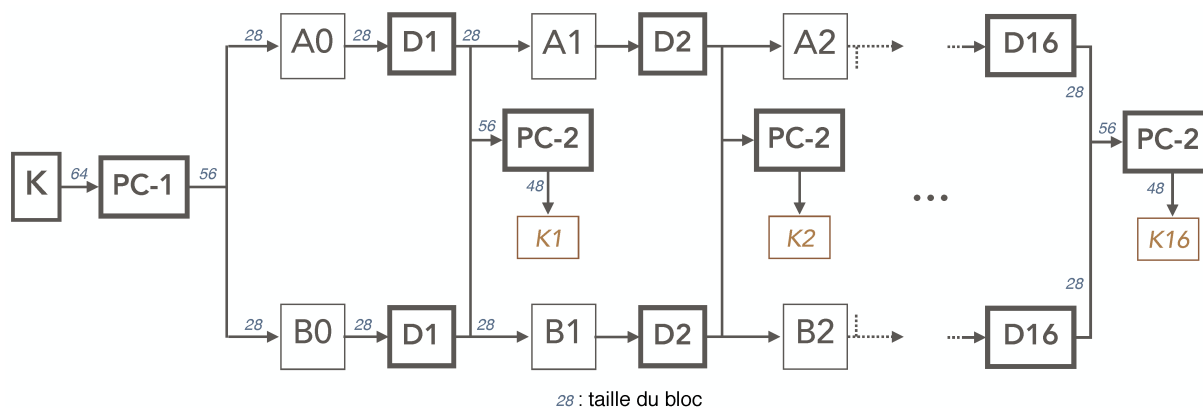 28 A0 28 D1 28 A1 D2 A2 D16
28
56 PC-2 PC-2 56 PC-2
K 64 PC-1 56
48 48
K1 K2 ... K16
28
28 B0 28 D1 28 B1 D2 B2 D16
28 : taille du bloc